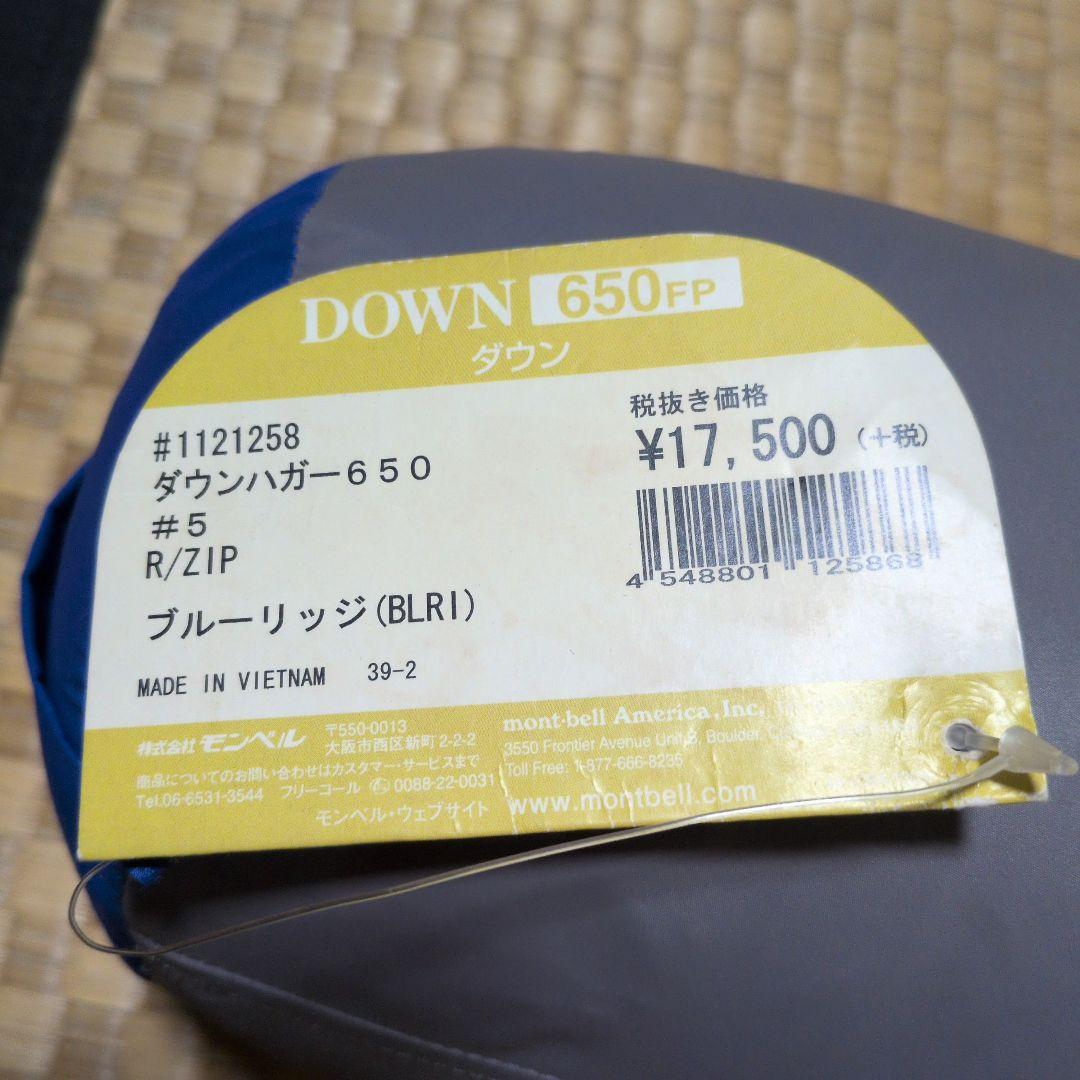 DOWN 650FP
ダウン
#1121258
ダウンハガー650
#5
R/ZIP
ブルーリッジ(BLRI)
MADE IN VIETNAM 39-2
税抜き価格
¥17,500 (+税)
4 548801 125868
株式会社 モンベル 〒550-0013
大阪市西区新町2-2-2
商品についてのお問い合わせはカスタマー・サービスまで
Tel.06-6531-3544 フリーコール 0088-22-0031
モンベル・ウェブサイト
mont-bell America, Inc.
3550 Frontier Avenue Unit B, Boulder,
Toll Free: 1-877-666-8235
www.montbell.com